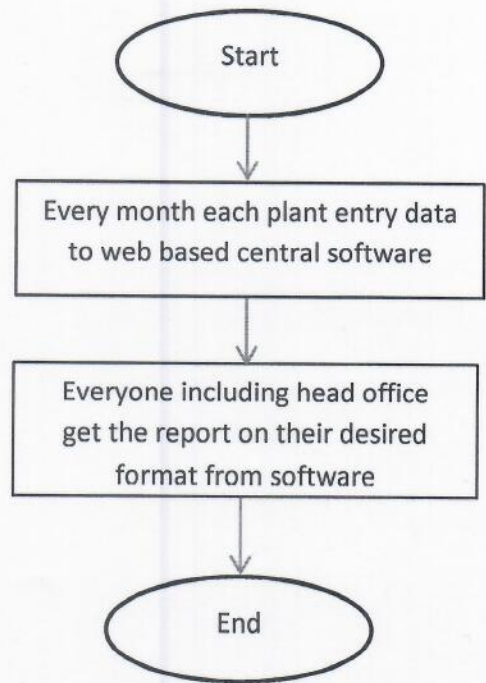 Start
Every month each plant entry data
to web based central software
Everyone including head office
get the report on their desired
format from software
End